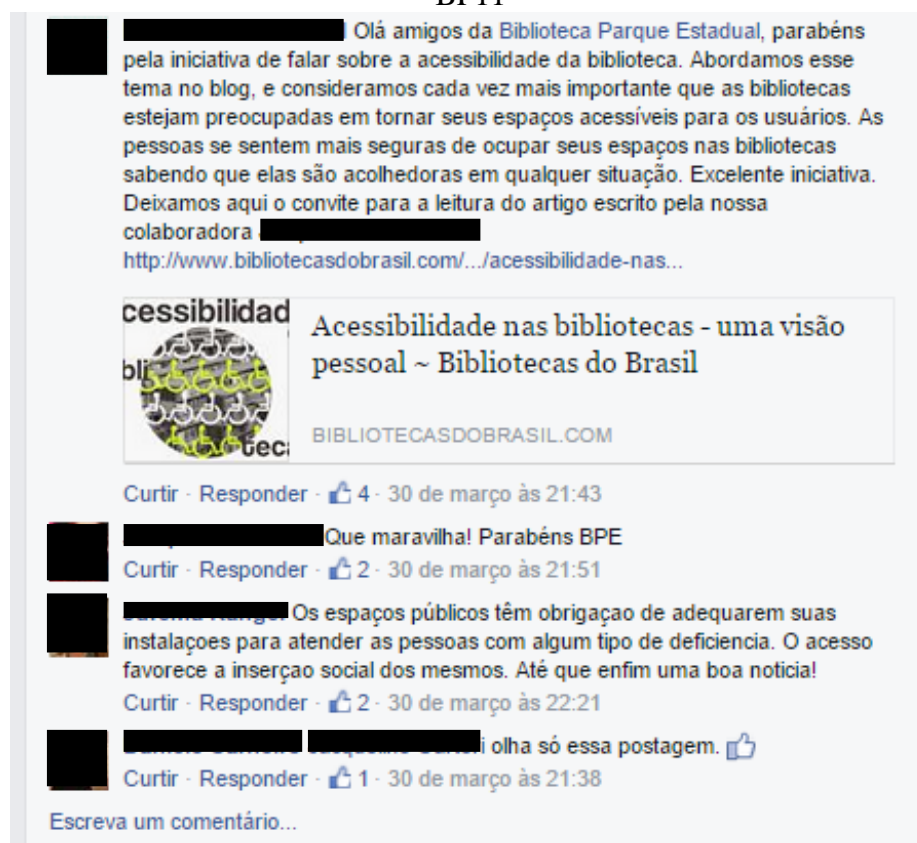 Olá amigos da Biblioteca Parque Estadual, parabéns
pela iniciativa de falar sobre a acessibilidade da biblioteca. Abordamos esse
tema no blog, e consideramos cada vez mais importante que as bibliotecas
estejam preocupadas em tornar seus espaços acessíveis para os usuários. As
pessoas se sentem mais seguras de ocupar seus espaços nas bibliotecas
sabendo que elas são acolhedoras em qualquer situação. Excelente iniciativa.
Deixamos aqui o convite para a leitura do artigo escrito pela nossa
colaboradora
http://www.bibliotecasdobrasil.com/.../acessibilidade-nas...
cessibilidad
bli
teca
Acessibilidade nas bibliotecas - uma visão
pessoal ~ Bibliotecas do Brasil
BIBLIOTECASDOBRASIL.COM
Curtir · Responder · 4 · 30 de março às 21:43
Que maravilha! Parabéns BPE
Curtir · Responder · 2 · 30 de março às 21:51
Os espaços públicos têm obrigaçao de adequarem suas
instalaçoes para atender as pessoas com algum tipo de deficiencia. O acesso
favorece a inserçao social dos mesmos. Até que enfim uma boa noticia!
Curtir · Responder · 2 · 30 de março às 22:21
olha só essa postagem.
Curtir · Responder · 1 · 30 de março às 21:38
Escreva um comentário...